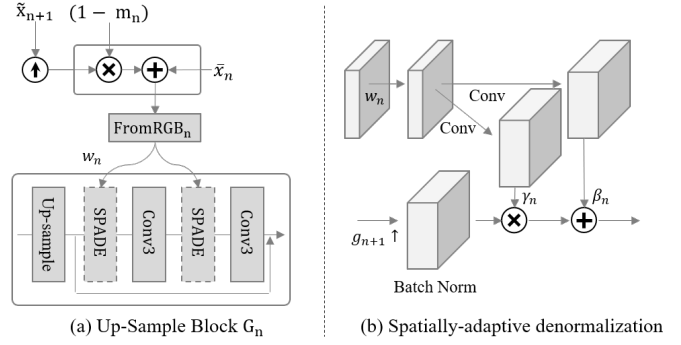 x̃ₙ₊₁ (1 - mₙ)
x̄ₙ
FromRGBₙ
wₙ
Up-sample
SPADE
Conv3
SPADE
Conv3
(a) Up-Sample Block Gₙ
wₙ
Conv
Conv
γₙ
βₙ
gₙ₊₁ ↑
Batch Norm
(b) Spatially-adaptive denormalization